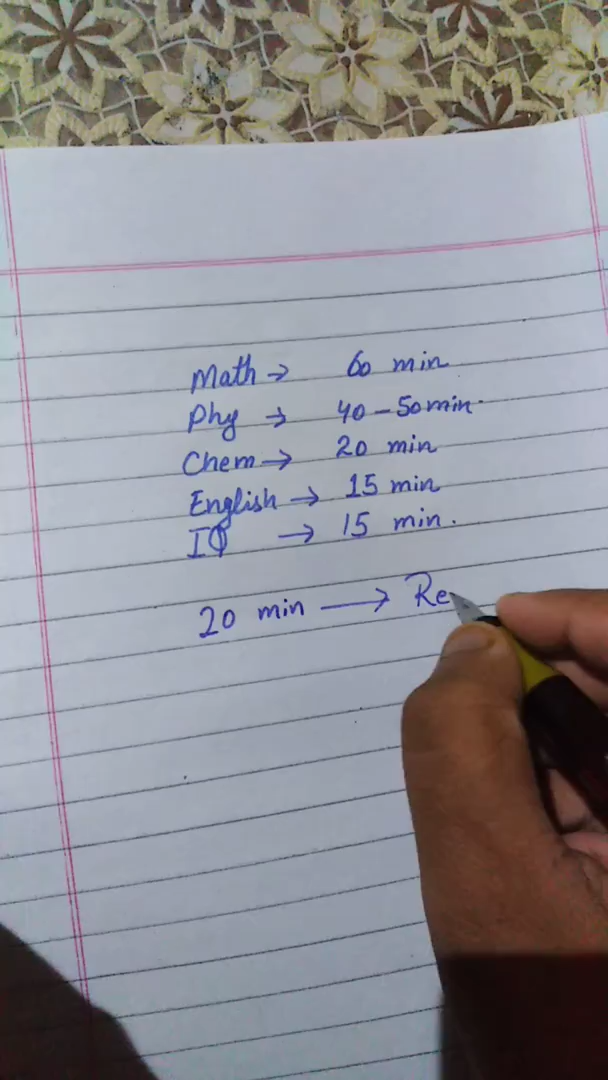 Math → 60 min
Phy → 40 - 50 min.
Chem → 20 min
English → 15 min
IQ → 15 min.
20 min → Re